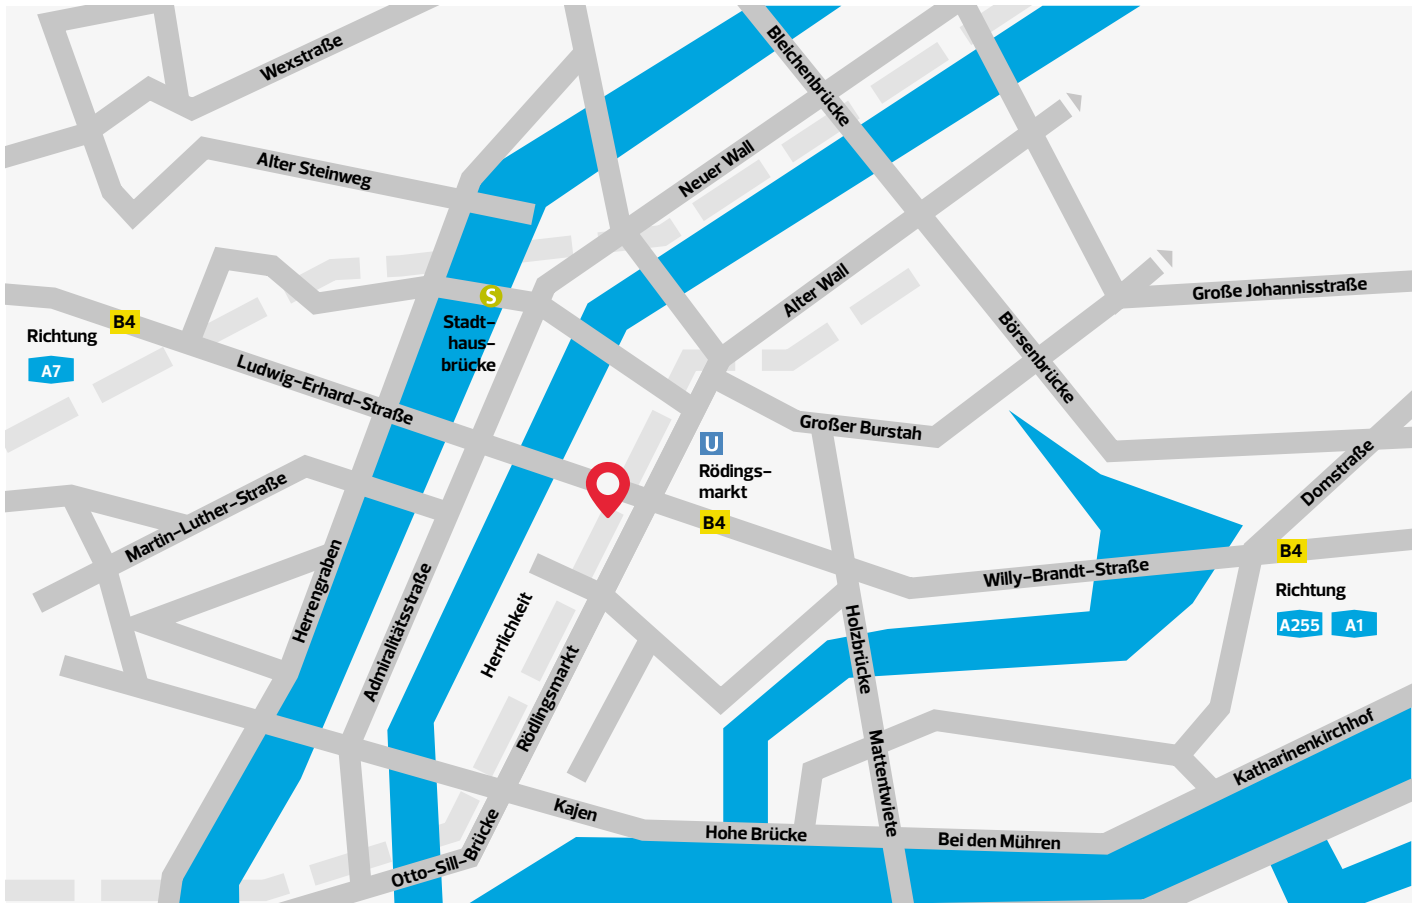 Wexstraße
Bleichenbrücke
Alter Steinweg
Neuer Wall
Alter Wall
Große Johannisstraße
S
Stadt-
haus-
brücke
B4
Richtung
A7
Ludwig-Erhard-Straße
Börsenbrücke
Großer Burstah
U
Rödings-
markt
B4
Domstraße
Martin-Luther-Straße
B4
Richtung
A255
A1
Willy-Brandt-Straße
Herrengraben
Admiralitätsstraße
Herrlichkeit
Rödlingsmarkt
Holzbrücke
Mattentwiete
Katharinenkirchhof
Kajen
Hohe Brücke
Bei den Mühren
Otto-Sill-Brücke